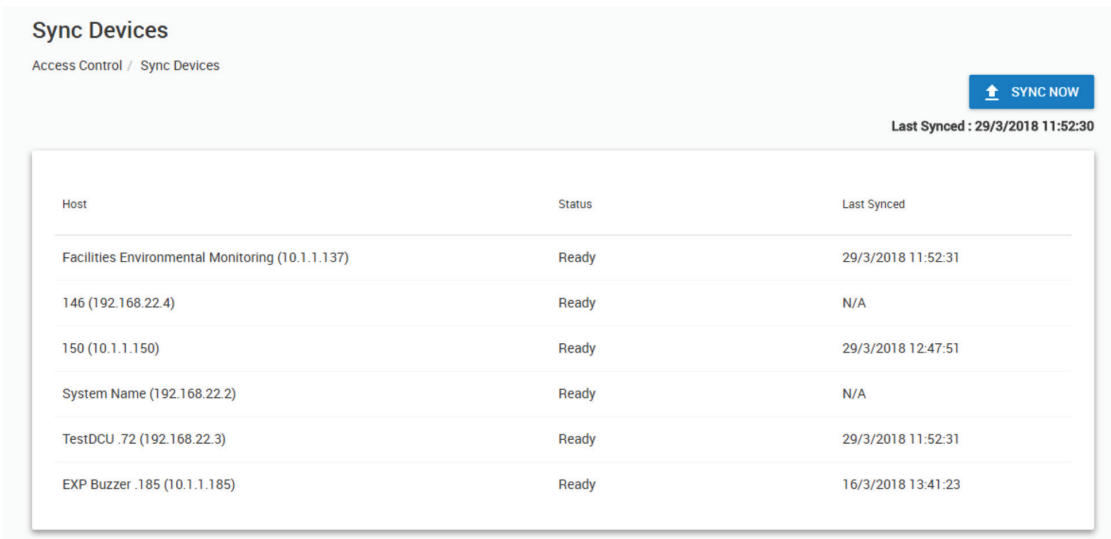 Sync Devices
Access Control / Sync Devices
SYNC NOW
Last Synced : 29/3/2018 11:52:30
Host Status Last Synced
Facilities Environmental Monitoring (10.1.1.137) Ready 29/3/2018 11:52:31
146 (192.168.22.4) Ready N/A
150 (10.1.1.150) Ready 29/3/2018 12:47:51
System Name (192.168.22.2) Ready N/A
TestDCU .72 (192.168.22.3) Ready 29/3/2018 11:52:31
EXP Buzzer .185 (10.1.1.185) Ready 16/3/2018 13:41:23